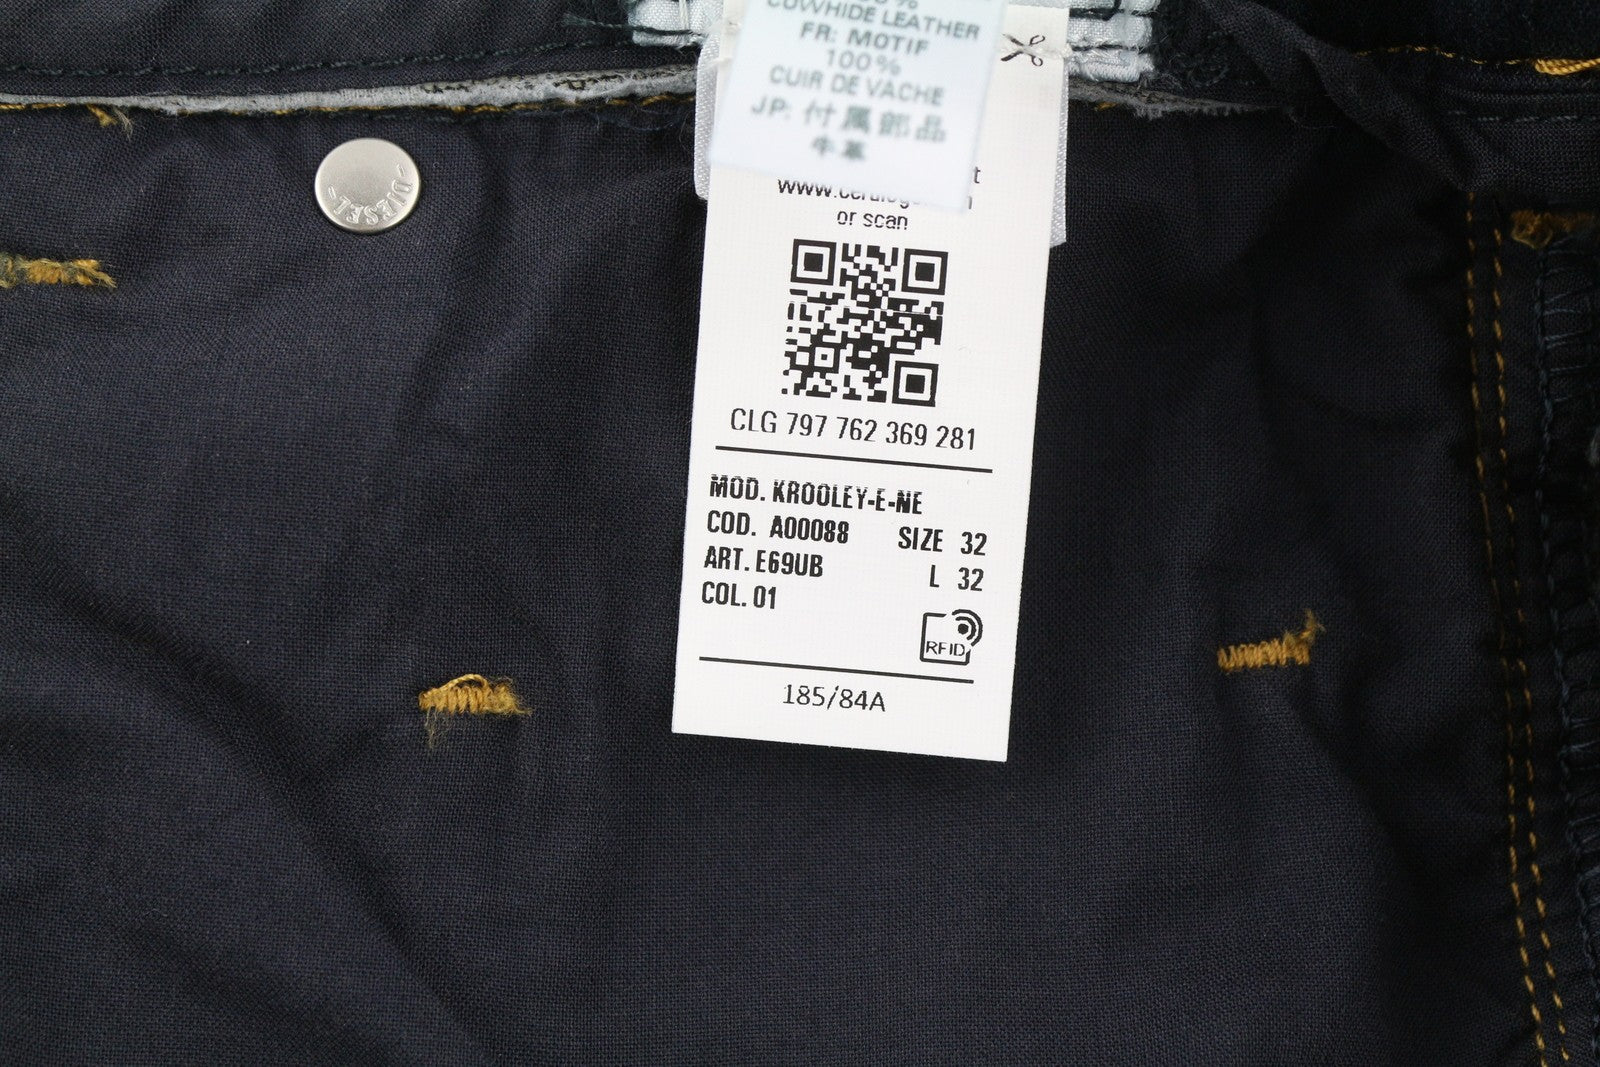 COWHIDE LEATHER
FR: MOTIF
100%
CUIR DE VACHE
JP: 付属部品
牛革
or scan
CLG 797 762 369 281
MOD. KROOLEY-E-NE
COD. A00088 SIZE 32
ART. E69UB L 32
COL. 01
RFID
185/84A
DIESEL